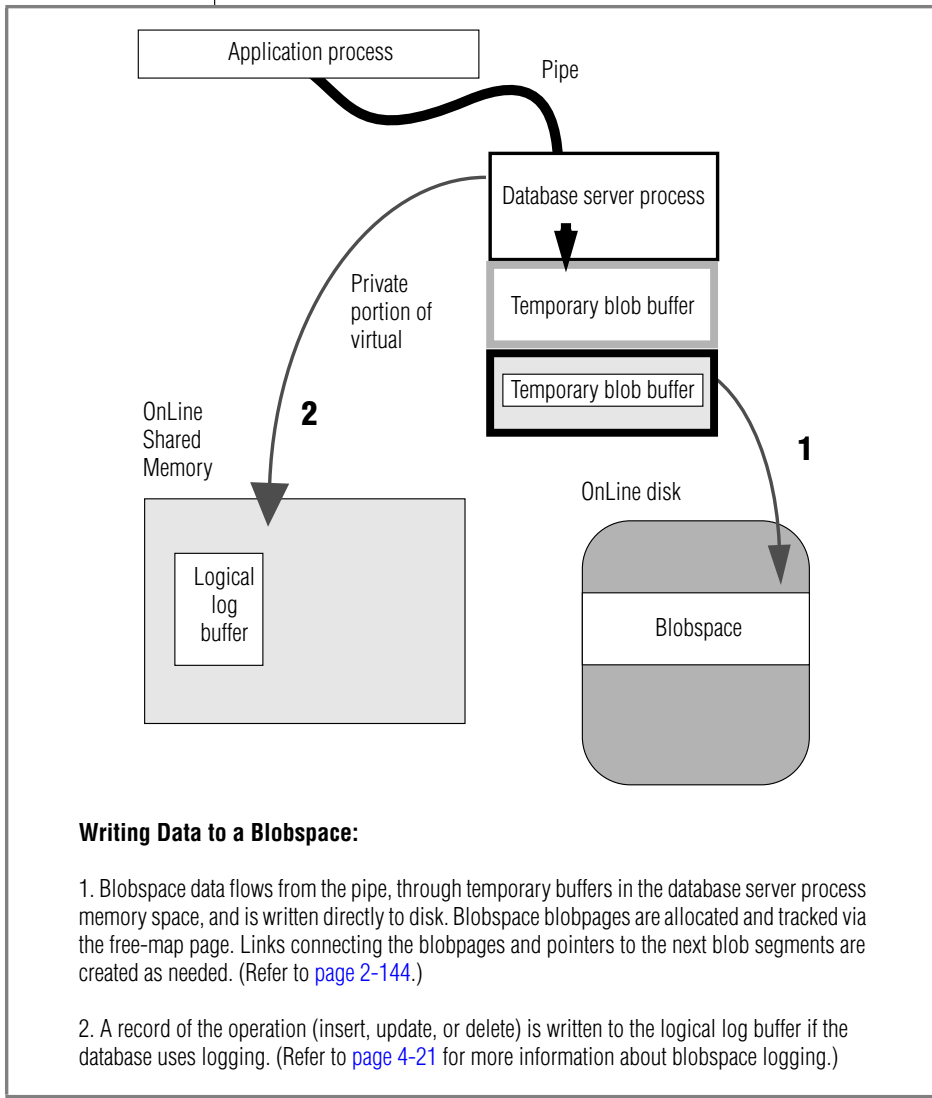 Application process
Pipe
Database server process
Private
portion of
virtual
Temporary blob buffer
Temporary blob buffer
OnLine
Shared
Memory
2
1
OnLine disk
Logical
log
buffer
Blobspace
Writing Data to a Blobspace:
1. Blobspace data flows from the pipe, through temporary buffers in the database server process
memory space, and is written directly to disk. Blobspace blobpages are allocated and tracked via
the free-map page. Links connecting the blobpages and pointers to the next blob segments are
created as needed. (Refer to page 2-144.)
2. A record of the operation (insert, update, or delete) is written to the logical log buffer if the
database uses logging. (Refer to page 4-21 for more information about blobspace logging.)